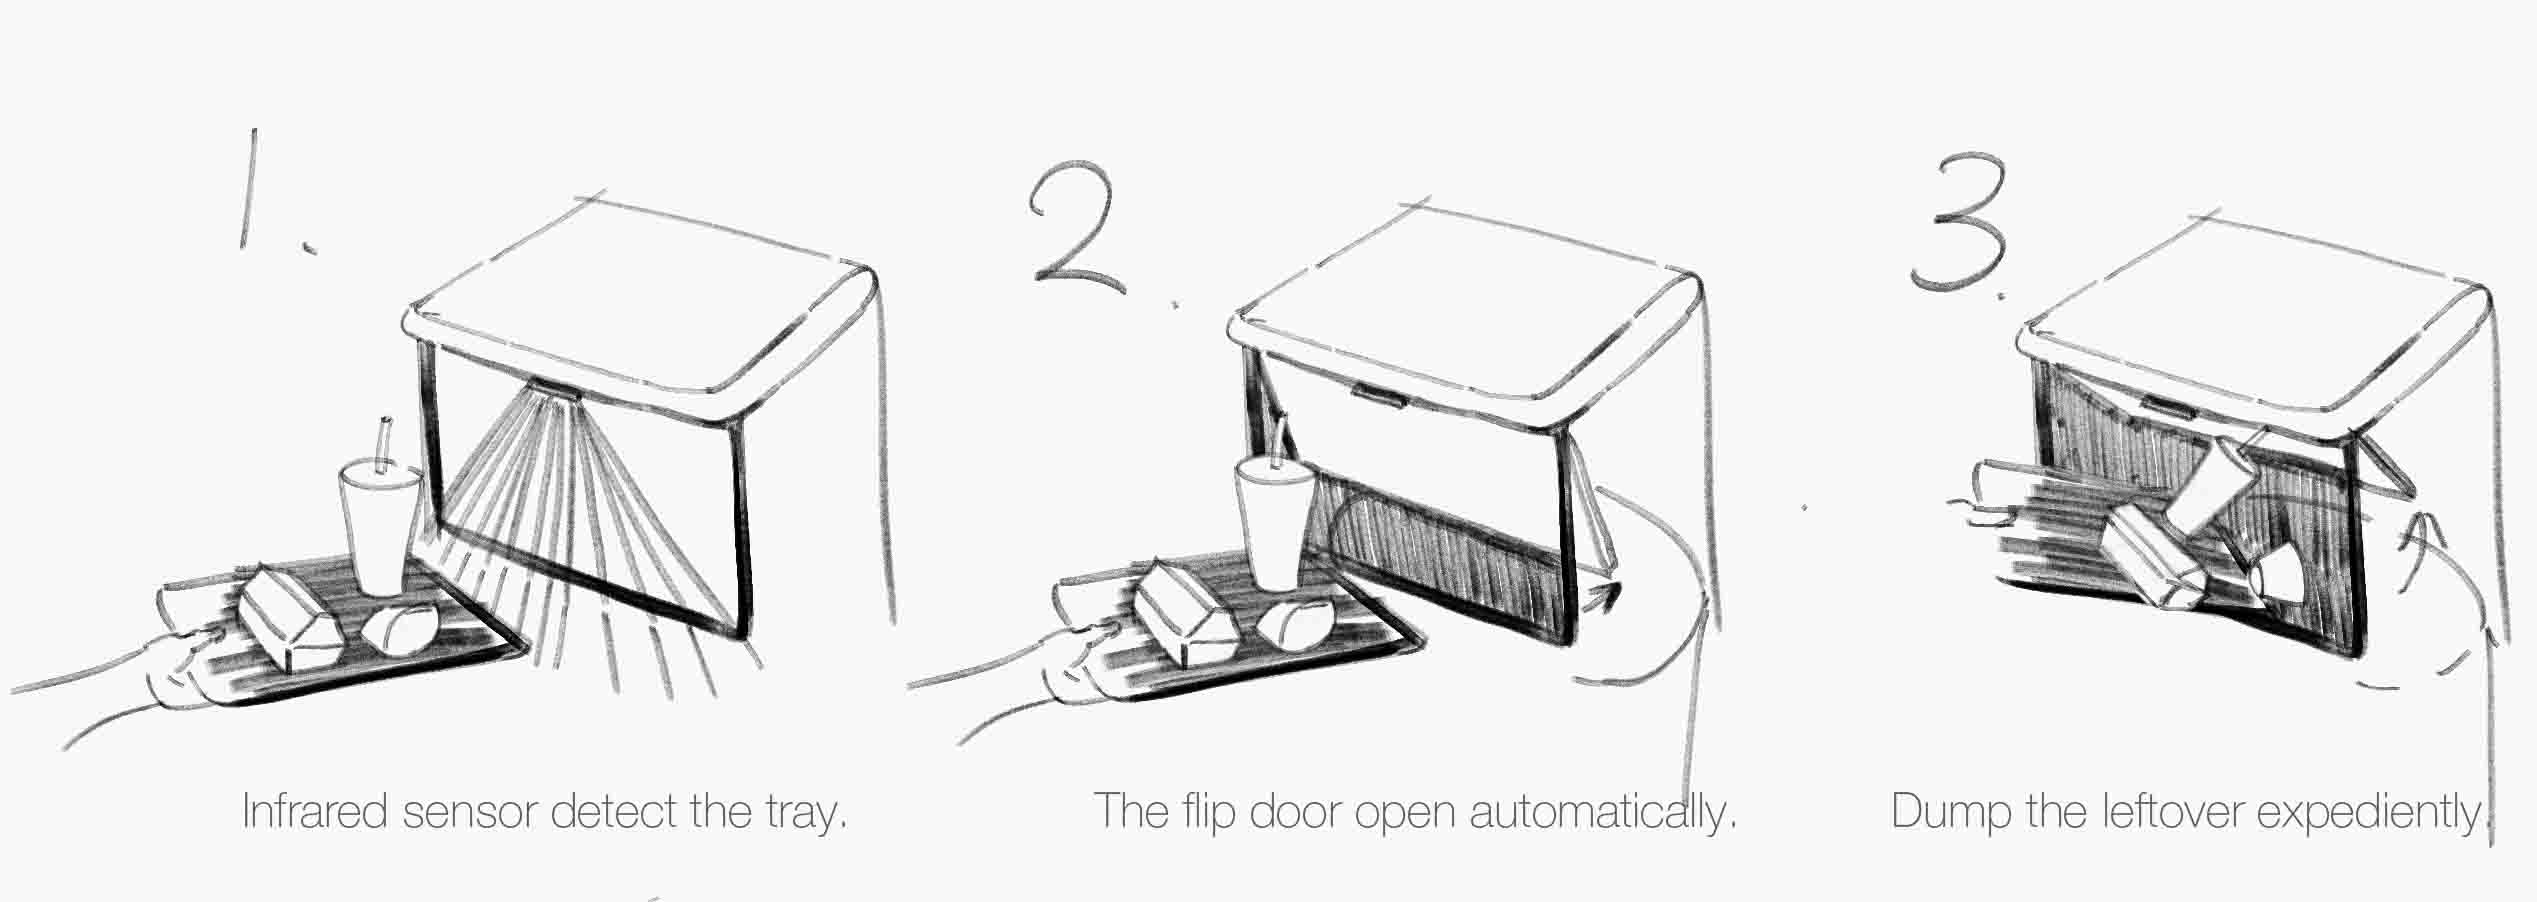 1.
2.
3.
Infrared sensor detect the tray.
The flip door open automatically.
Dump the leftover expediently.